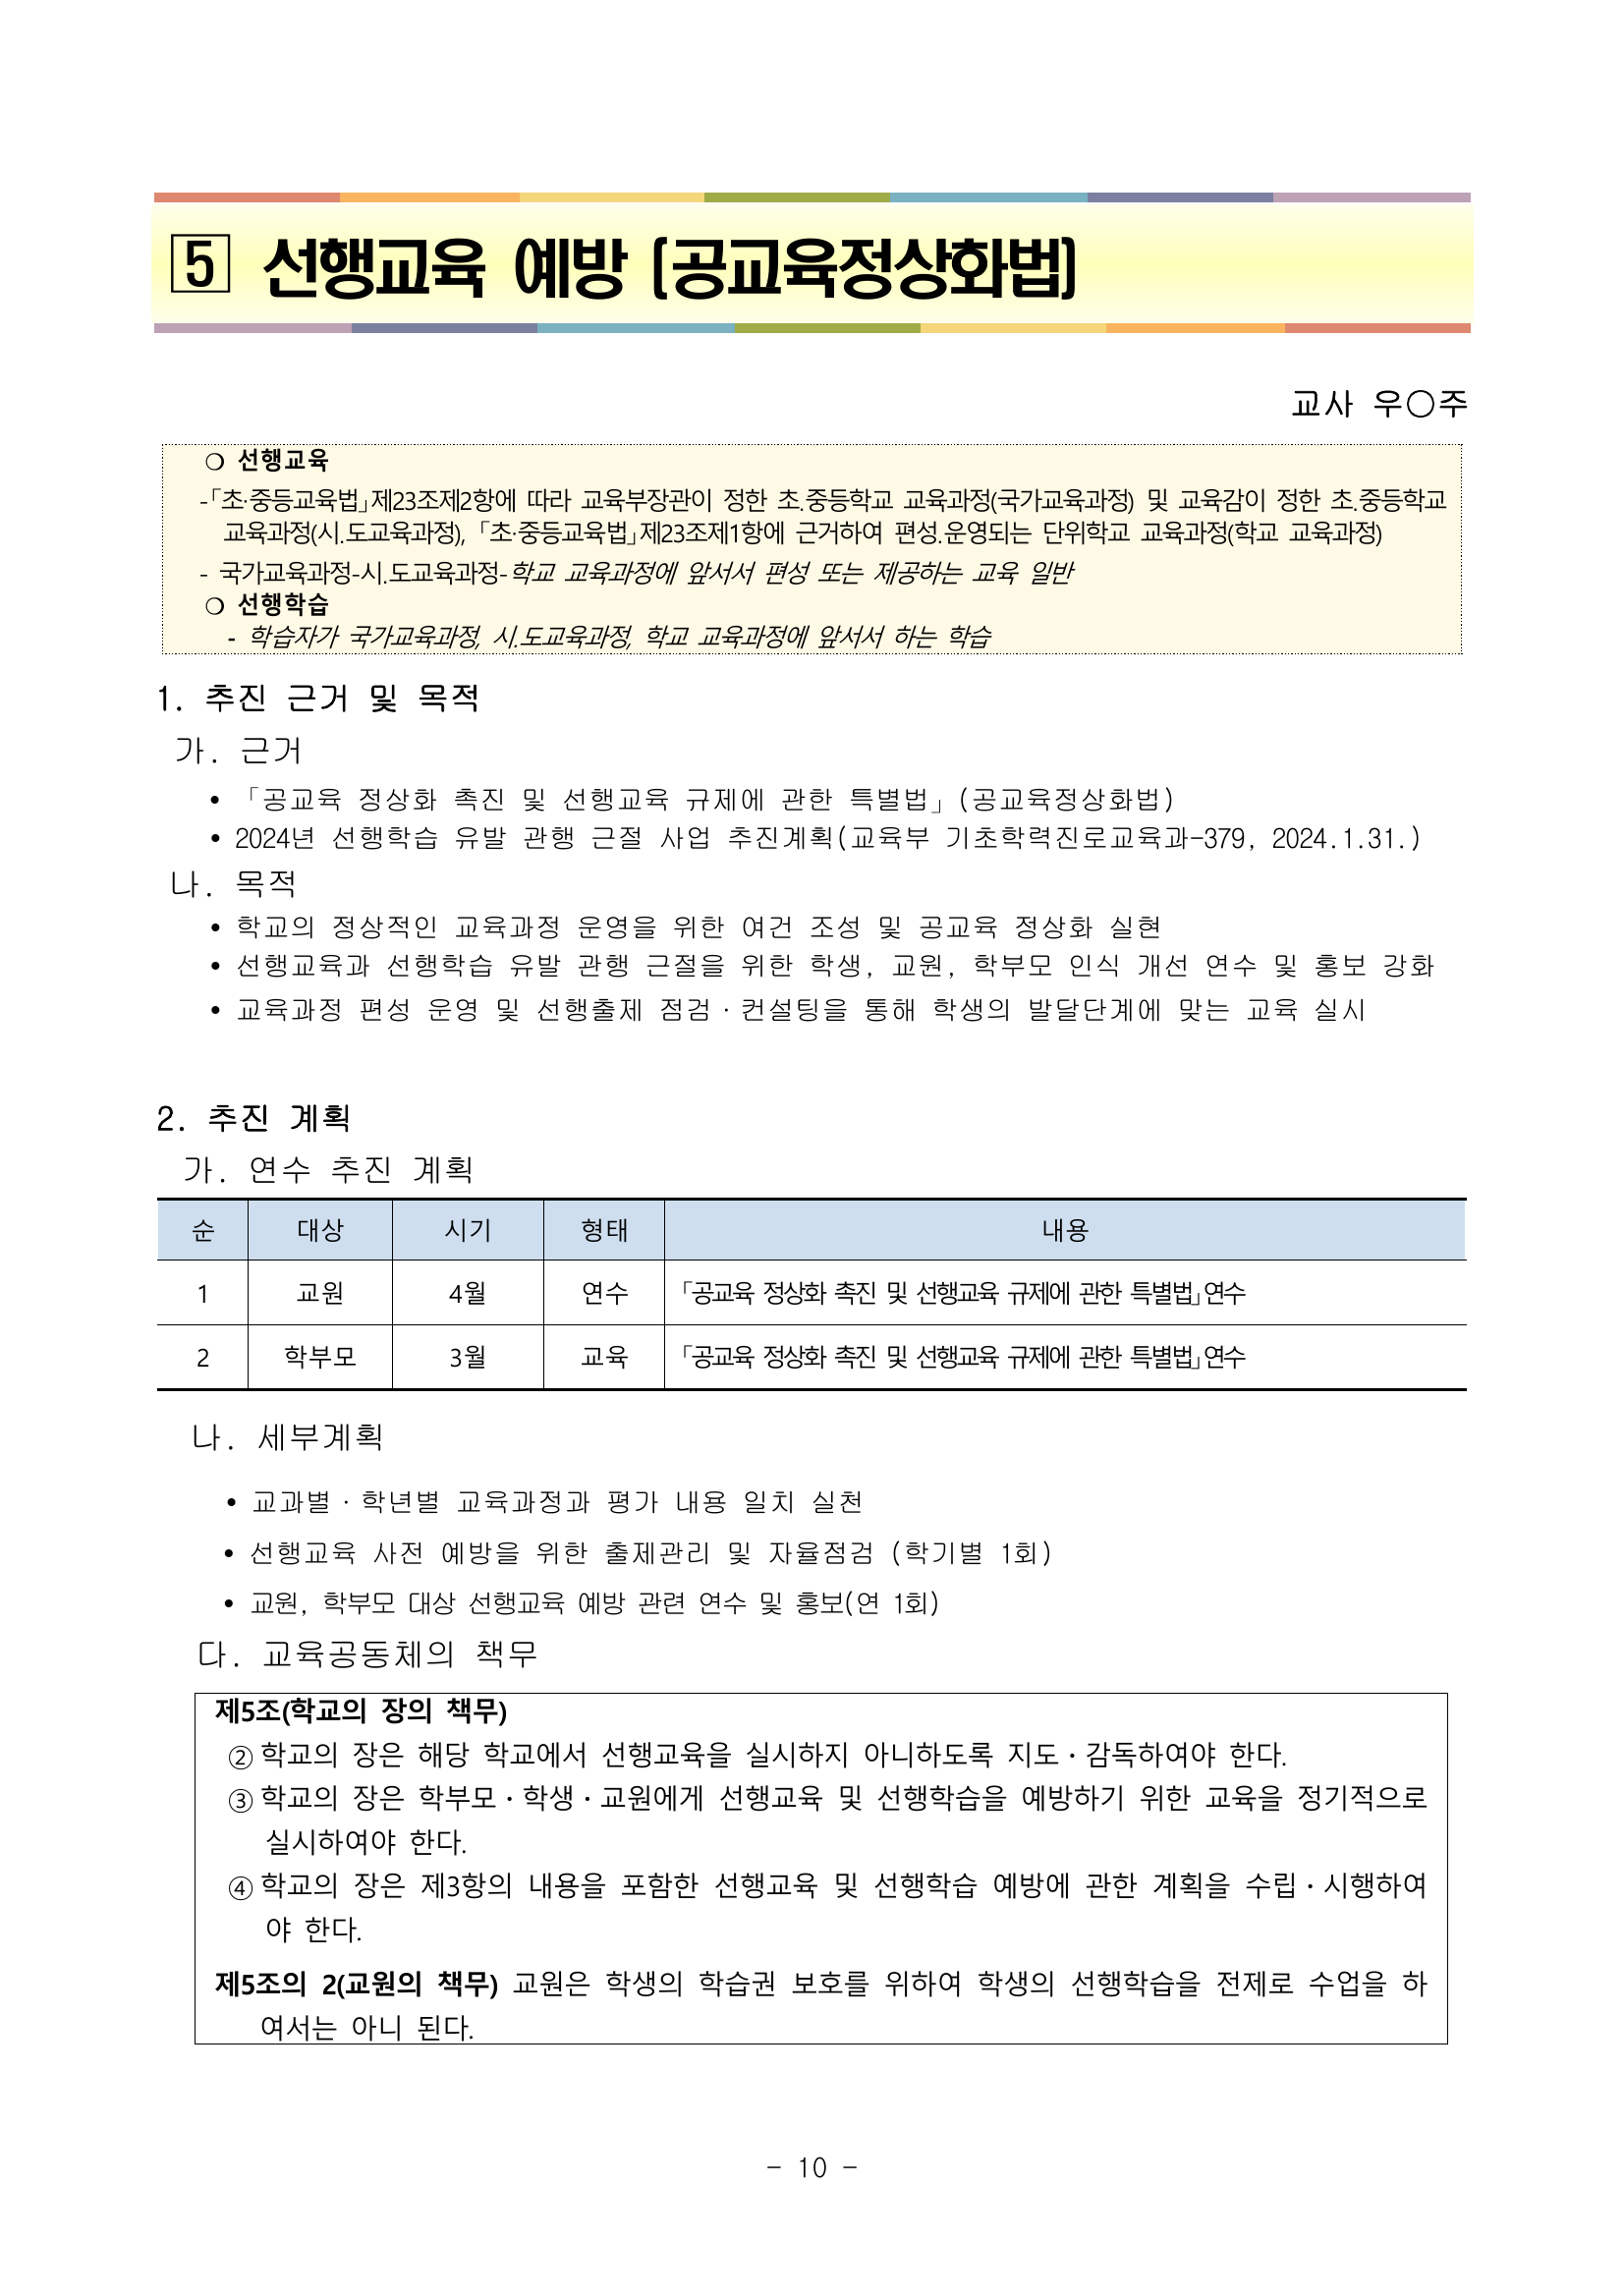 5 선행교육 예방 [공교육정상화법]
교사 우○주
❍ 선행교육
-「초·중등교육법」제23조제2항에 따라 교육부장관이 정한 초.중등학교 교육과정(국가교육과정) 및 교육감이 정한 초.중등학교
교육과정(시.도교육과정), 「초·중등교육법」제23조제1항에 근거하여 편성.운영되는 단위학교 교육과정(학교 교육과정)
- 국가교육과정-시.도교육과정-학교 교육과정에 앞서서 편성 또는 제공하는 교육 일반
❍ 선행학습
- 학습자가 국가교육과정, 시.도교육과정, 학교 교육과정에 앞서서 하는 학습
1. 추진 근거 및 목적
가. 근거
• 「공교육 정상화 촉진 및 선행교육 규제에 관한 특별법」(공교육정상화법)
• 2024년 선행학습 유발 관행 근절 사업 추진계획(교육부 기초학력진로교육과-379, 2024.1.31.)
나. 목적
• 학교의 정상적인 교육과정 운영을 위한 여건 조성 및 공교육 정상화 실현
• 선행교육과 선행학습 유발 관행 근절을 위한 학생, 교원, 학부모 인식 개선 연수 및 홍보 강화
• 교육과정 편성 운영 및 선행출제 점검·컨설팅을 통해 학생의 발달단계에 맞는 교육 실시
2. 추진 계획
가. 연수 추진 계획
순 대상 시기 형태 내용
1 교원 4월 연수 「공교육 정상화 촉진 및 선행교육 규제에 관한 특별법」연수
2 학부모 3월 교육 「공교육 정상화 촉진 및 선행교육 규제에 관한 특별법」연수
나. 세부계획
• 교과별·학년별 교육과정과 평가 내용 일치 실천
• 선행교육 사전 예방을 위한 출제관리 및 자율점검 (학기별 1회)
• 교원, 학부모 대상 선행교육 예방 관련 연수 및 홍보(연 1회)
다. 교육공동체의 책무
제5조(학교의 장의 책무)
② 학교의 장은 해당 학교에서 선행교육을 실시하지 아니하도록 지도·감독하여야 한다.
③ 학교의 장은 학부모·학생·교원에게 선행교육 및 선행학습을 예방하기 위한 교육을 정기적으로
실시하여야 한다.
④ 학교의 장은 제3항의 내용을 포함한 선행교육 및 선행학습 예방에 관한 계획을 수립·시행하여
야 한다.
제5조의 2(교원의 책무) 교원은 학생의 학습권 보호를 위하여 학생의 선행학습을 전제로 수업을 하
여서는 아니 된다.
- 10 -